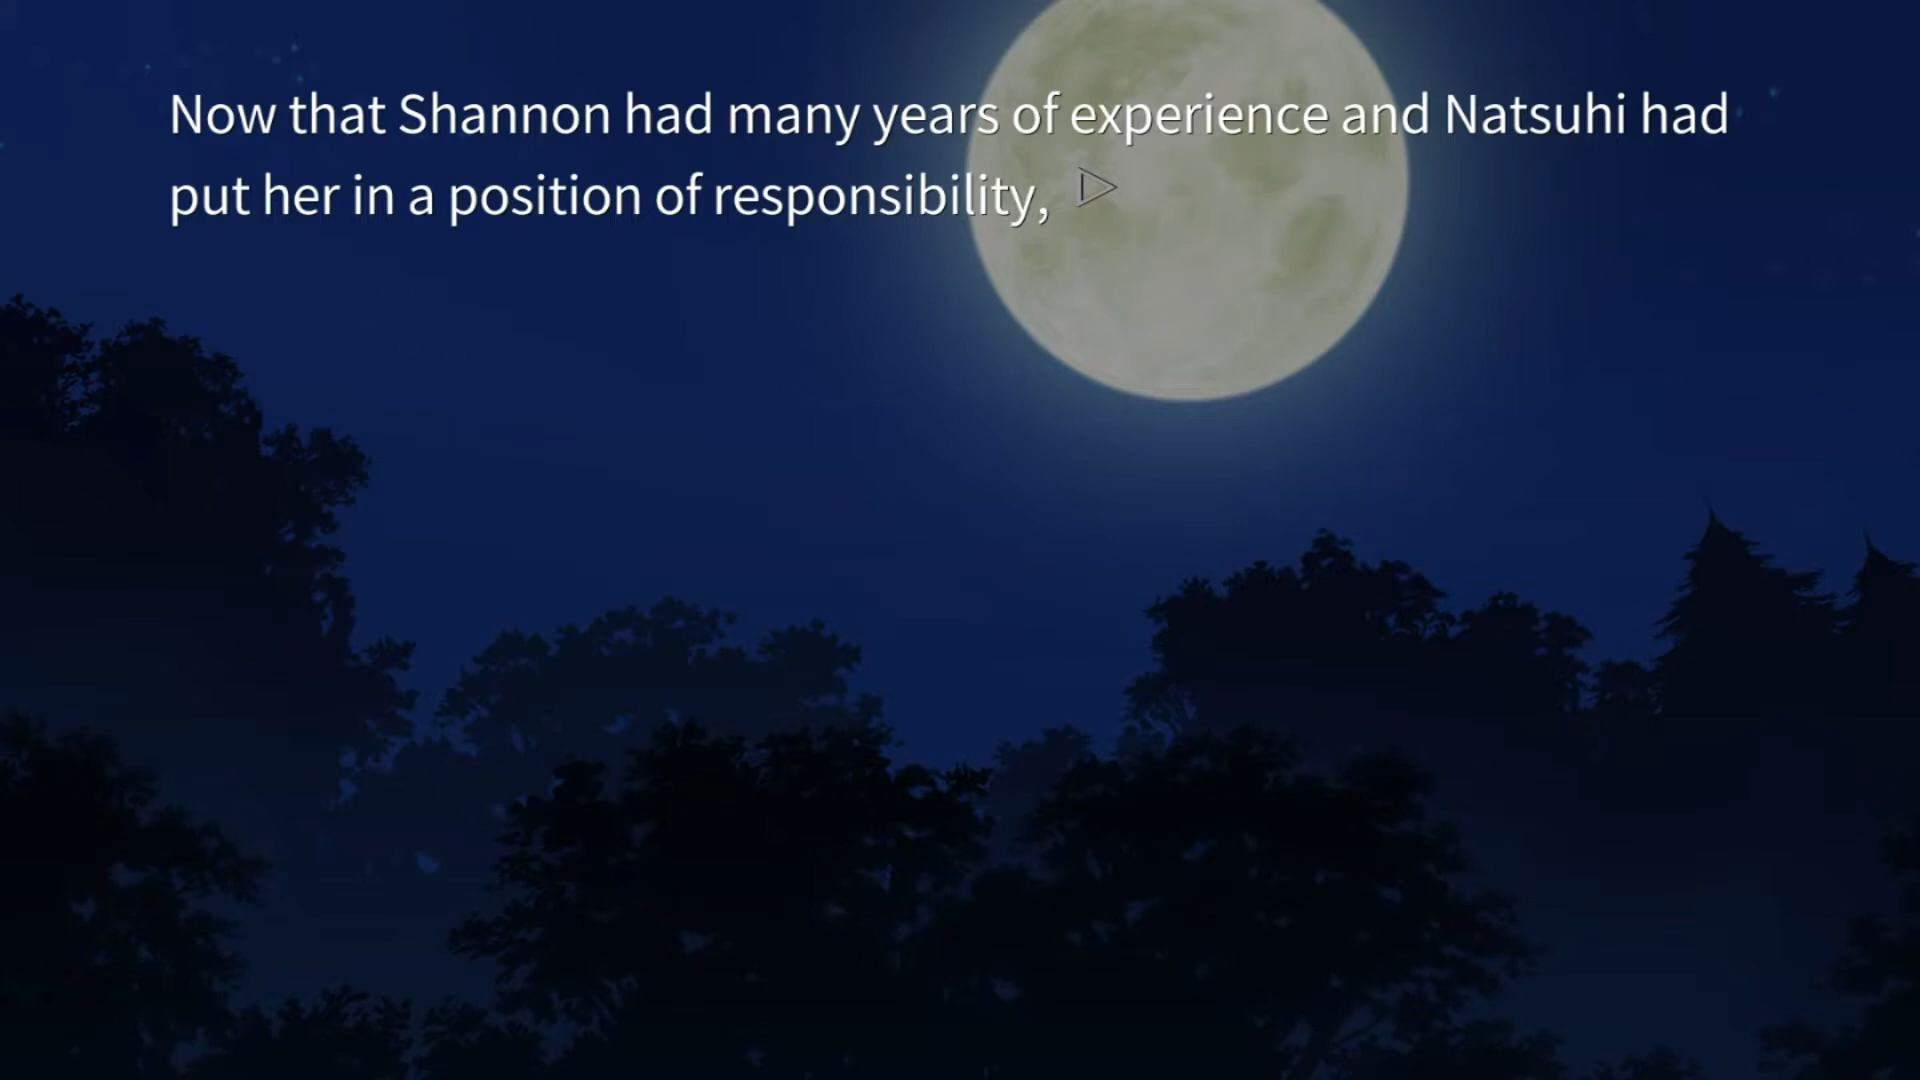 Now that Shannon had many years of experience and Natsuhi had
put her in a position of responsibility,